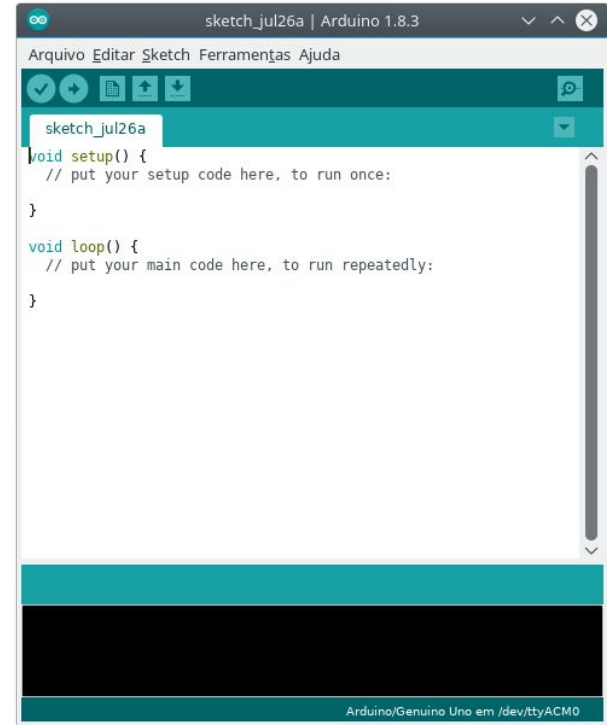 sketch_jul26a | Arduino 1.8.3
Arquivo Editar Sketch Ferramentas Ajuda
sketch_jul26a
void setup() {
  // put your setup code here, to run once:
}
void loop() {
  // put your main code here, to run repeatedly:
}
Arduino/Genuino Uno em /dev/ttyACM0